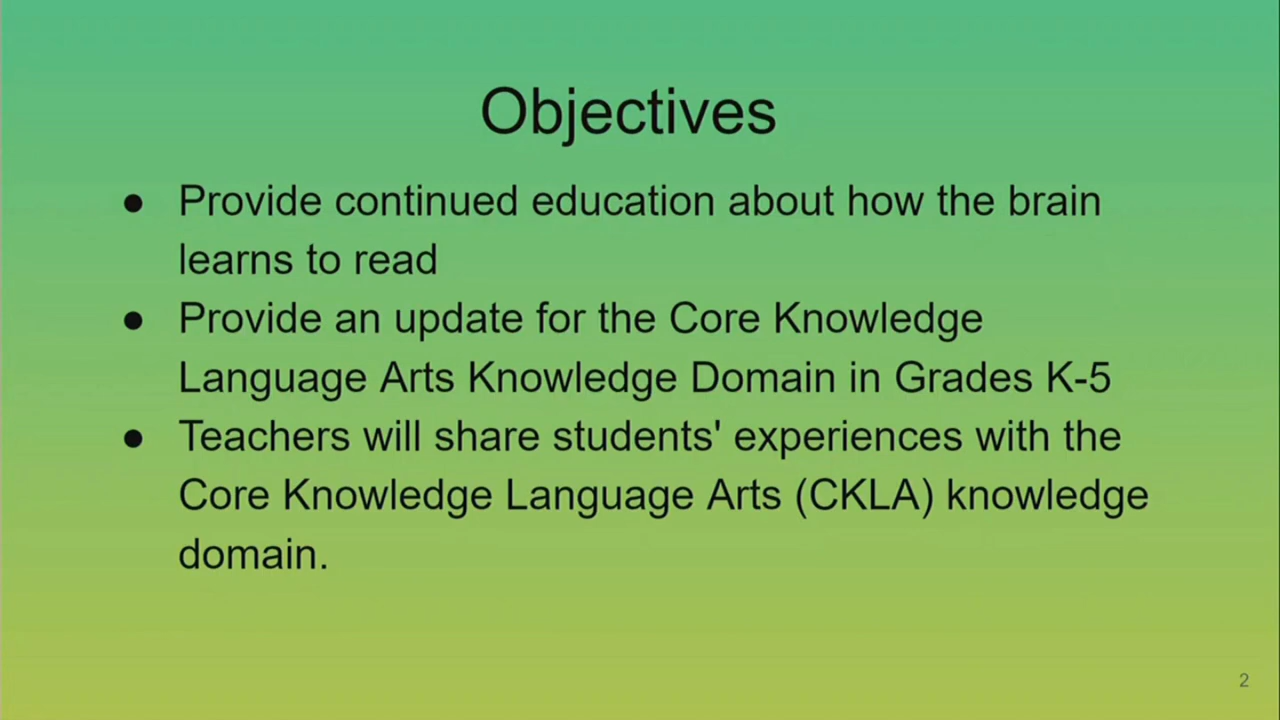 Objectives
● Provide continued education about how the brain
learns to read
● Provide an update for the Core Knowledge
Language Arts Knowledge Domain in Grades K-5
● Teachers will share students' experiences with the
Core Knowledge Language Arts (CKLA) knowledge
domain.
2